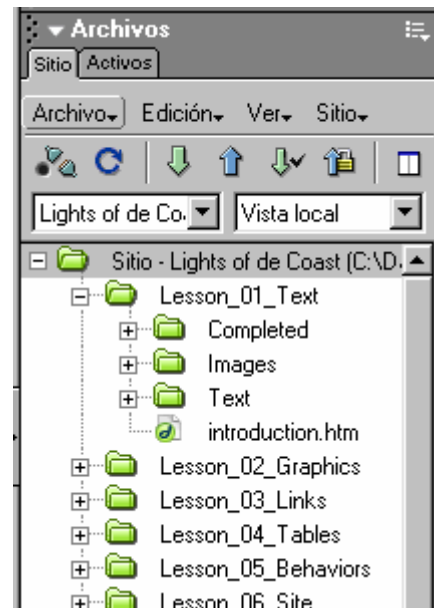 Archivos
Sitio Activos
Archivo Edición Ver Sitio
Lights of de Co. Vista local
Sitio - Lights of de Coast (C:\D.
Lesson_01_Text
Completed
Images
Text
introduction.htm
Lesson_02_Graphics
Lesson_03_Links
Lesson_04_Tables
Lesson_05_Behaviors
Lesson_06_Site